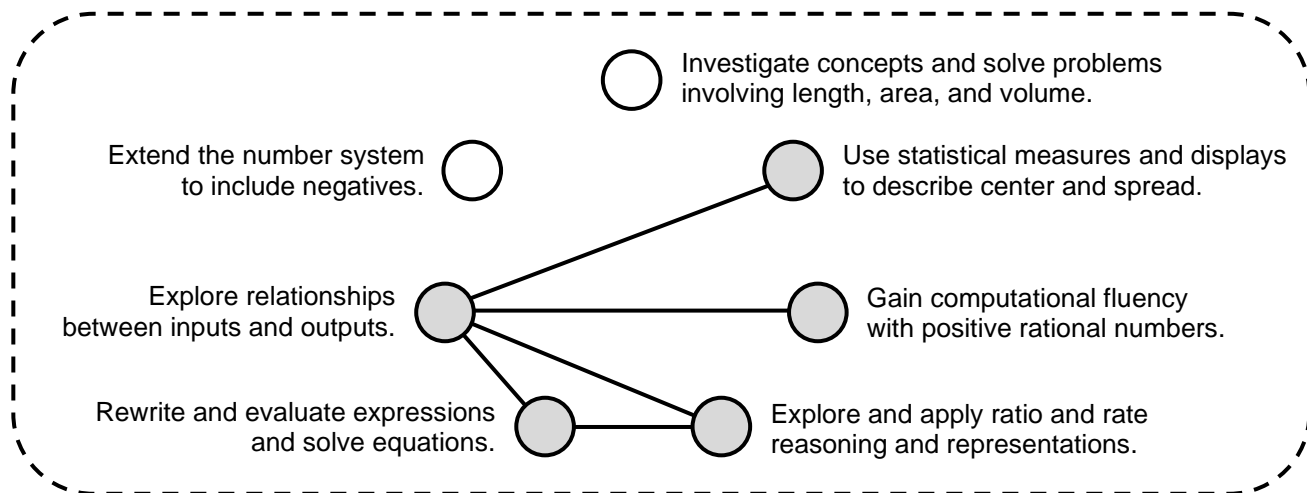 Investigate concepts and solve problems
involving length, area, and volume.
Extend the number system
to include negatives.
Use statistical measures and displays
to describe center and spread.
Explore relationships
between inputs and outputs.
Gain computational fluency
with positive rational numbers.
Rewrite and evaluate expressions
and solve equations.
Explore and apply ratio and rate
reasoning and representations.